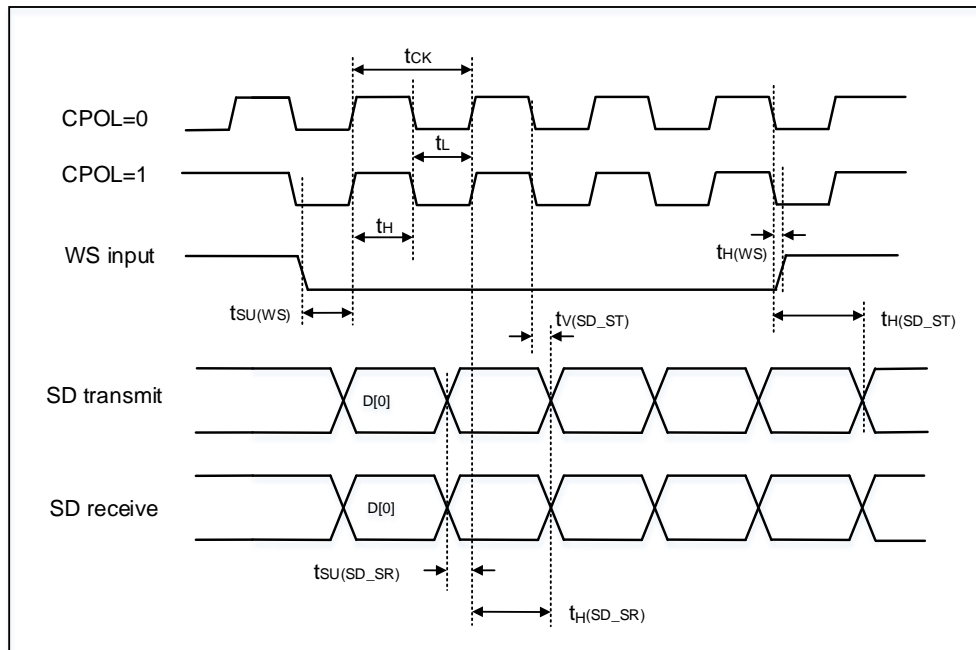 tCK
CPOL=0
tL
CPOL=1
tH
WS input
tH(WS)
tSU(WS)
tV(SD_ST)
tH(SD_ST)
SD transmit
D[0]
SD receive
D[0]
tSU(SD_SR)
tH(SD_SR)